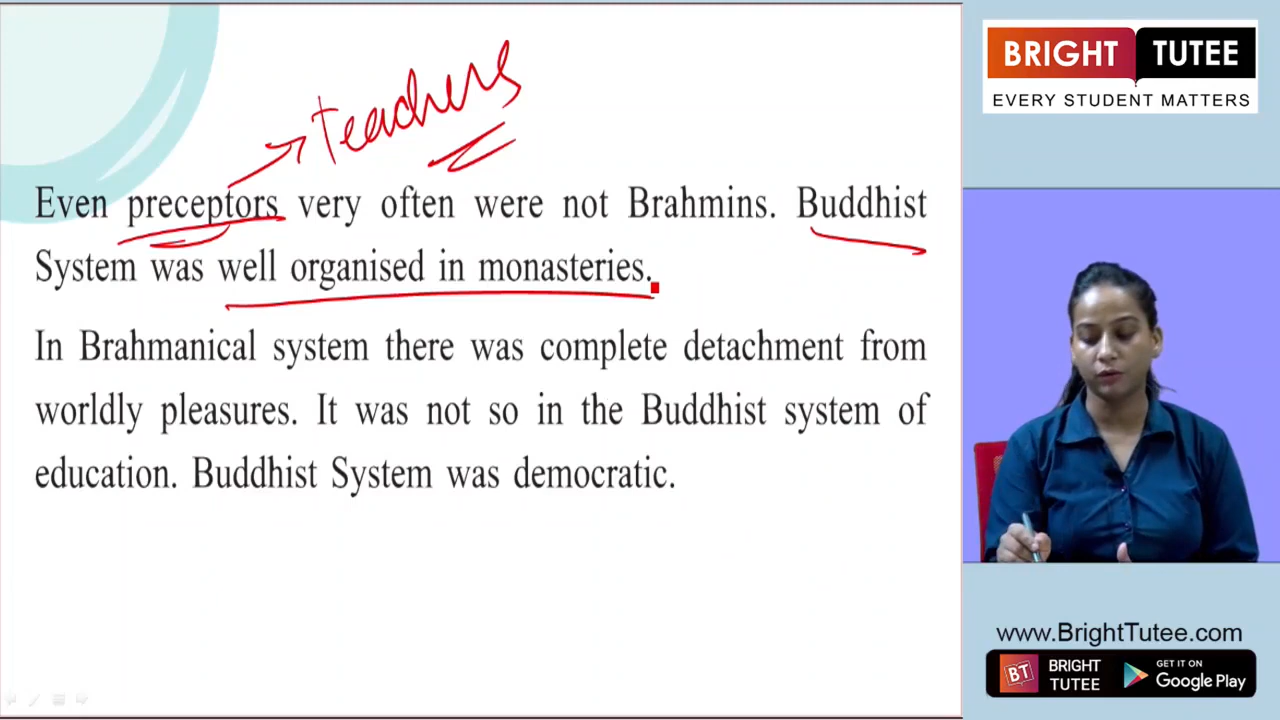 BRIGHT TUTEE
EVERY STUDENT MATTERS
teachers
Even preceptors very often were not Brahmins. Buddhist
System was well organised in monasteries.
In Brahmanical system there was complete detachment from
worldly pleasures. It was not so in the Buddhist system of
education. Buddhist System was democratic.
www.BrightTutee.com
BT
BRIGHT
TUTEE
GET IT ON
Google Play